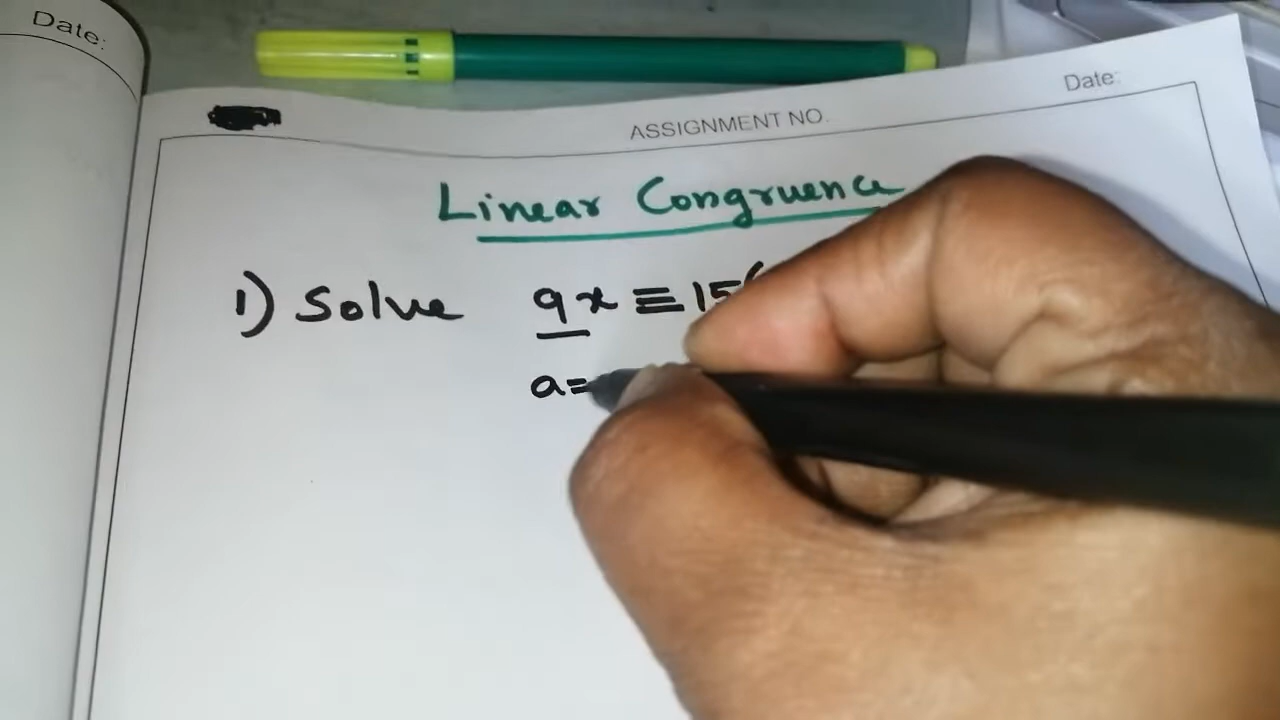 Date:
ASSIGNMENT NO.
Date:
Linear Congruence
1) Solve 9x ≡ 15(
a=